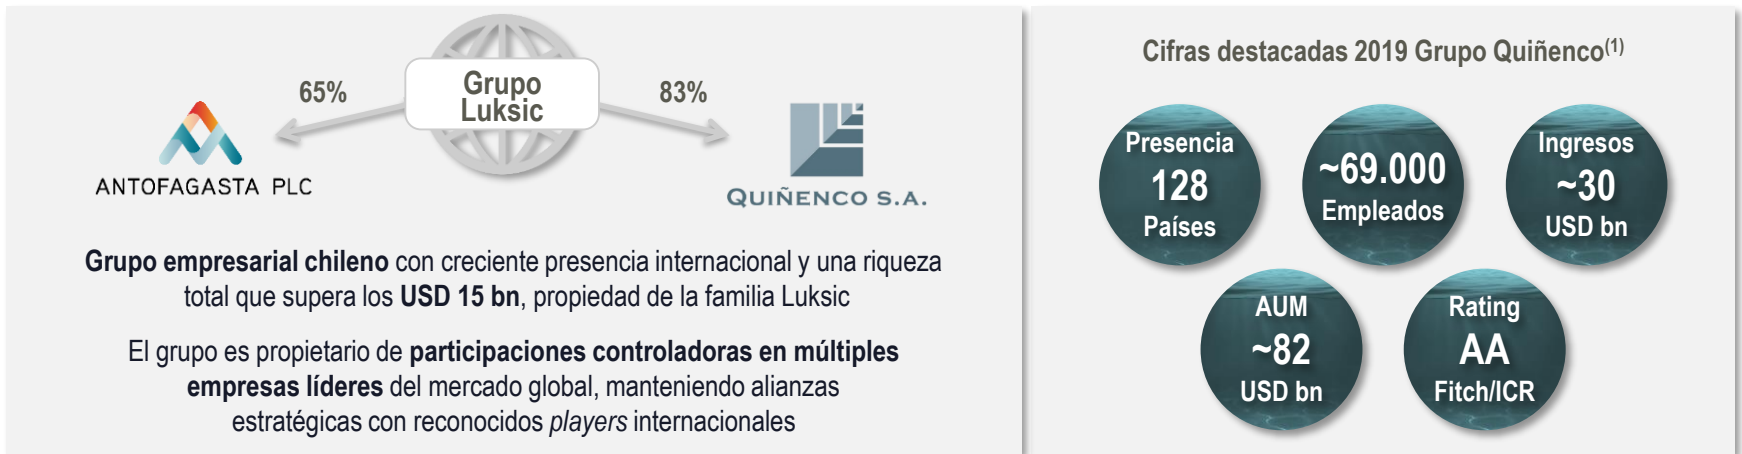 65%
Grupo
Luksic
83%
ANTOFAGASTA PLC
QUIÑENCO S.A.
Grupo empresarial chileno con creciente presencia internacional y una riqueza
total que supera los USD 15 bn, propiedad de la familia Luksic
El grupo es propietario de participaciones controladoras en múltiples
empresas líderes del mercado global, manteniendo alianzas
estratégicas con reconocidos players internacionales
Cifras destacadas 2019 Grupo Quiñenco(1)
Presencia
128
Países
~69.000
Empleados
Ingresos
~30
USD bn
AUM
~82
USD bn
Rating
AA
Fitch/ICR